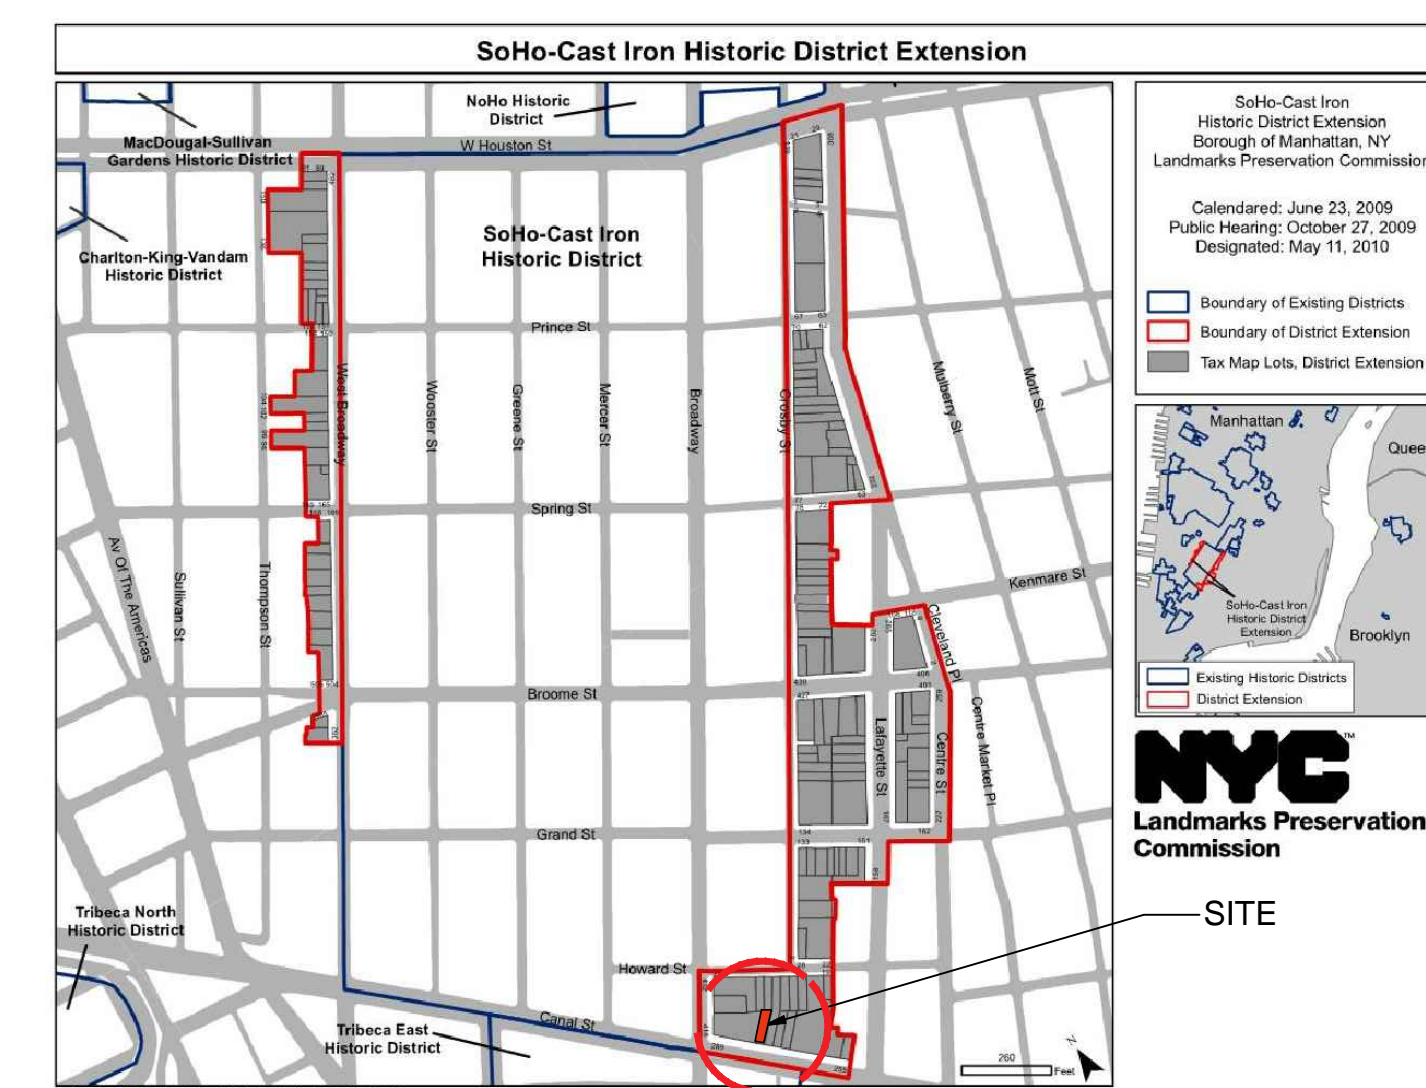 SoHo-Cast Iron Historic District Extension
NoHo Historic
District
MacDougal-Sullivan
Gardens Historic District
W Houston St
SoHo-Cast Iron
Historic District
Charlton-King-Vandam
Historic District
Prince St
West Broadway
Wooster St
Greene St
Mercer St
Broadway
Crosby St
Mulberry St
Mott St
Spring St
Av Of The Americas
Sullivan St
Thompson St
Kenmare St
Cleveland Pl
Broome St
Lafayette St
Centre St
Centre Market Pl
Grand St
Tribeca North
Historic District
Howard St
Canal St
Tribeca East
Historic District
260
Feet
SoHo-Cast Iron
Historic District Extension
Borough of Manhattan, NY
Landmarks Preservation Commission
Calendared: June 23, 2009
Public Hearing: October 27, 2009
Designated: May 11, 2010
Boundary of Existing Districts
Boundary of District Extension
Tax Map Lots, District Extension
Manhattan
Quee
SoHo-Cast Iron
Historic District
Extension
Brooklyn
Existing Historic Districts
District Extension
NYC™
Landmarks Preservation
Commission
SITE